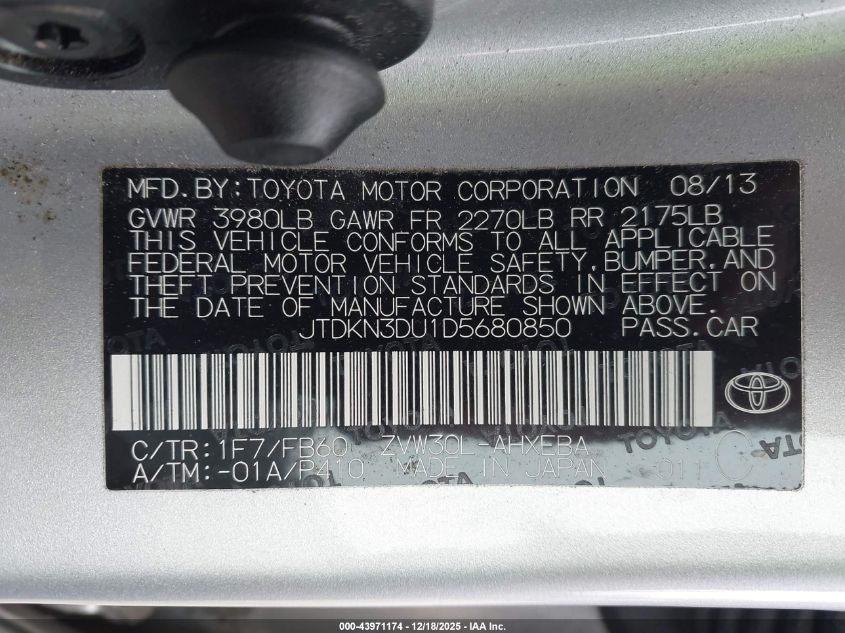 MFD.BY:TOYOTA MOTOR CORPORATION 08/13
GVWR 3980LB GAWR FR 2270LB RR 2175LB
THIS VEHICLE CONFORMS TO ALL APPLICABLE
FEDERAL MOTOR VEHICLE SAFETY,BUMPER,AND
THEFT PREVENTION STANDARDS IN EFFECT ON
THE DATE OF MANUFACTURE SHOWN ABOVE.
JTDKN3DU1D5680850 PASS.CAR
C/TR:1F7/FB60 ZVW30L-AHXEBA
A/TM:-01A/P410 MADE IN JAPAN 011 C
000-43971174 - 12/18/2025 - IAA Inc.